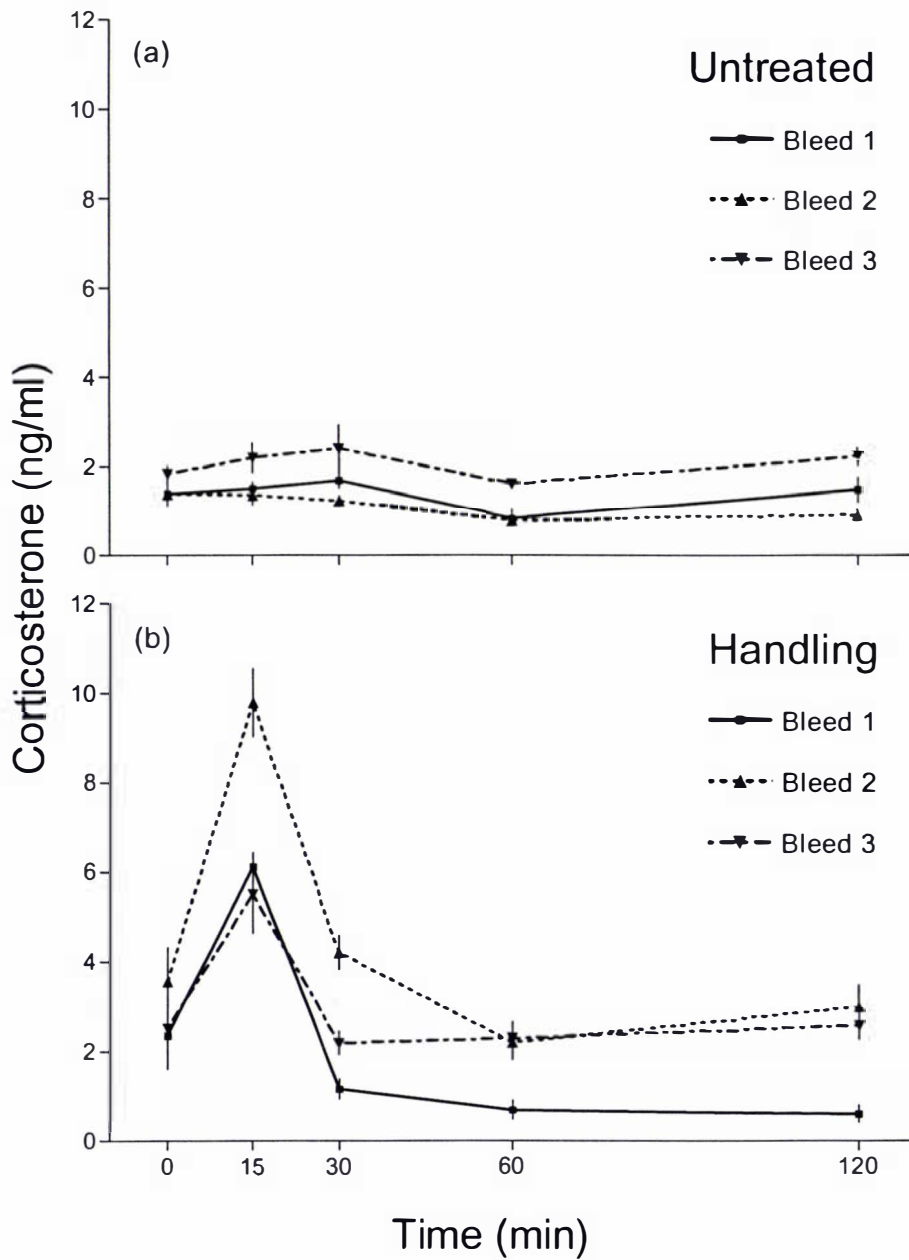 Corticosterone (ng/ml)
12
10
8
6
4
2
0
(a)
Untreated
Bleed 1
Bleed 2
Bleed 3
12
10
8
6
4
2
0
(b)
Handling
Bleed 1
Bleed 2
Bleed 3
0 15 30 60 120
Time (min)